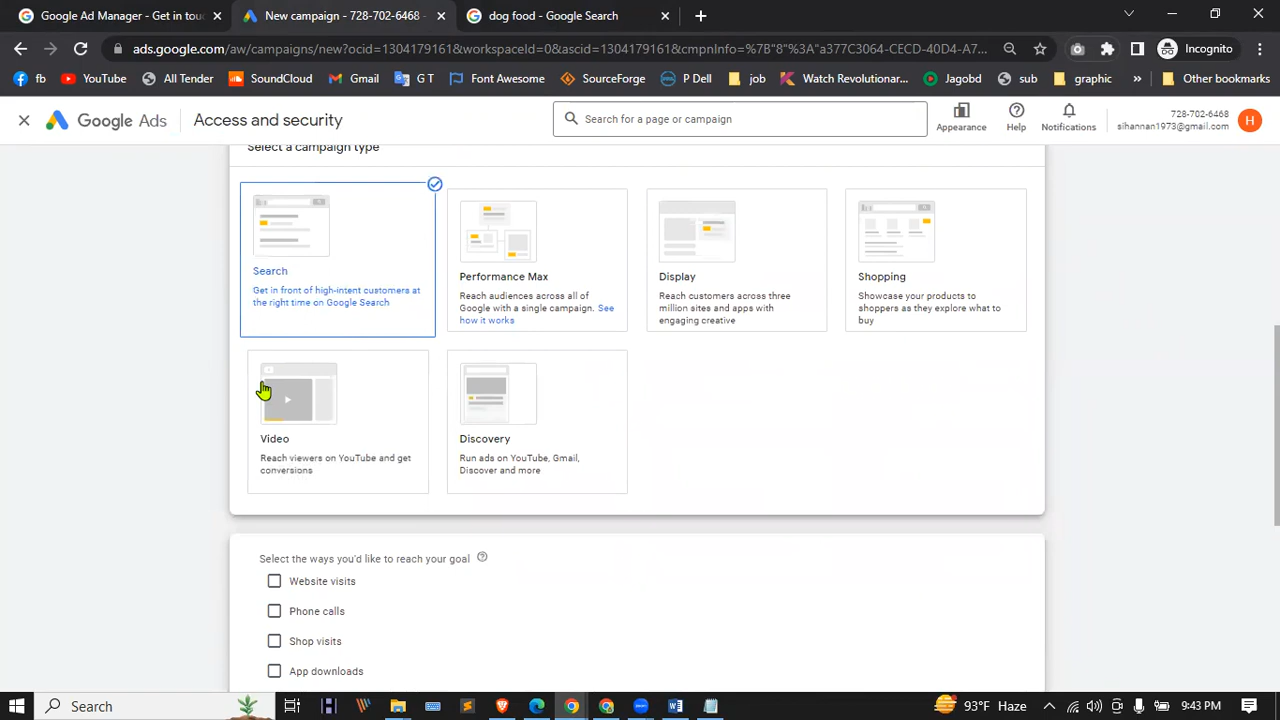 Google Ad Manager - Get in touch
New campaign - 728-702-6468 -
dog food - Google Search
ads.google.com/aw/campaigns/new?ocid=1304179161&workspaceId=0&ascid=1304179161&cmpnInfo=%7B"8"%3A"a377C3064-CECD-40D4-A7...
Incognito
fb
YouTube
All Tender
SoundCloud
Gmail
G T
Font Awesome
SourceForge
P Dell
job
Watch Revolutionar...
Jagobd
sub
graphic
Other bookmarks
Google Ads
Access and security
Search for a page or campaign
Appearance
Help
Notifications
728-702-6468
sihannan1973@gmail.com
H
Select a campaign type
Search
Get in front of high-intent customers at
the right time on Google Search
Performance Max
Reach audiences across all of
Google with a single campaign. See
how it works
Display
Reach customers across three
million sites and apps with
engaging creative
Shopping
Showcase your products to
shoppers as they explore what to
buy
Video
Reach viewers on YouTube and get
conversions
Discovery
Run ads on YouTube, Gmail,
Discover and more
Select the ways you'd like to reach your goal
Website visits
Phone calls
Shop visits
App downloads
Search
93°F Haze
9:43 PM